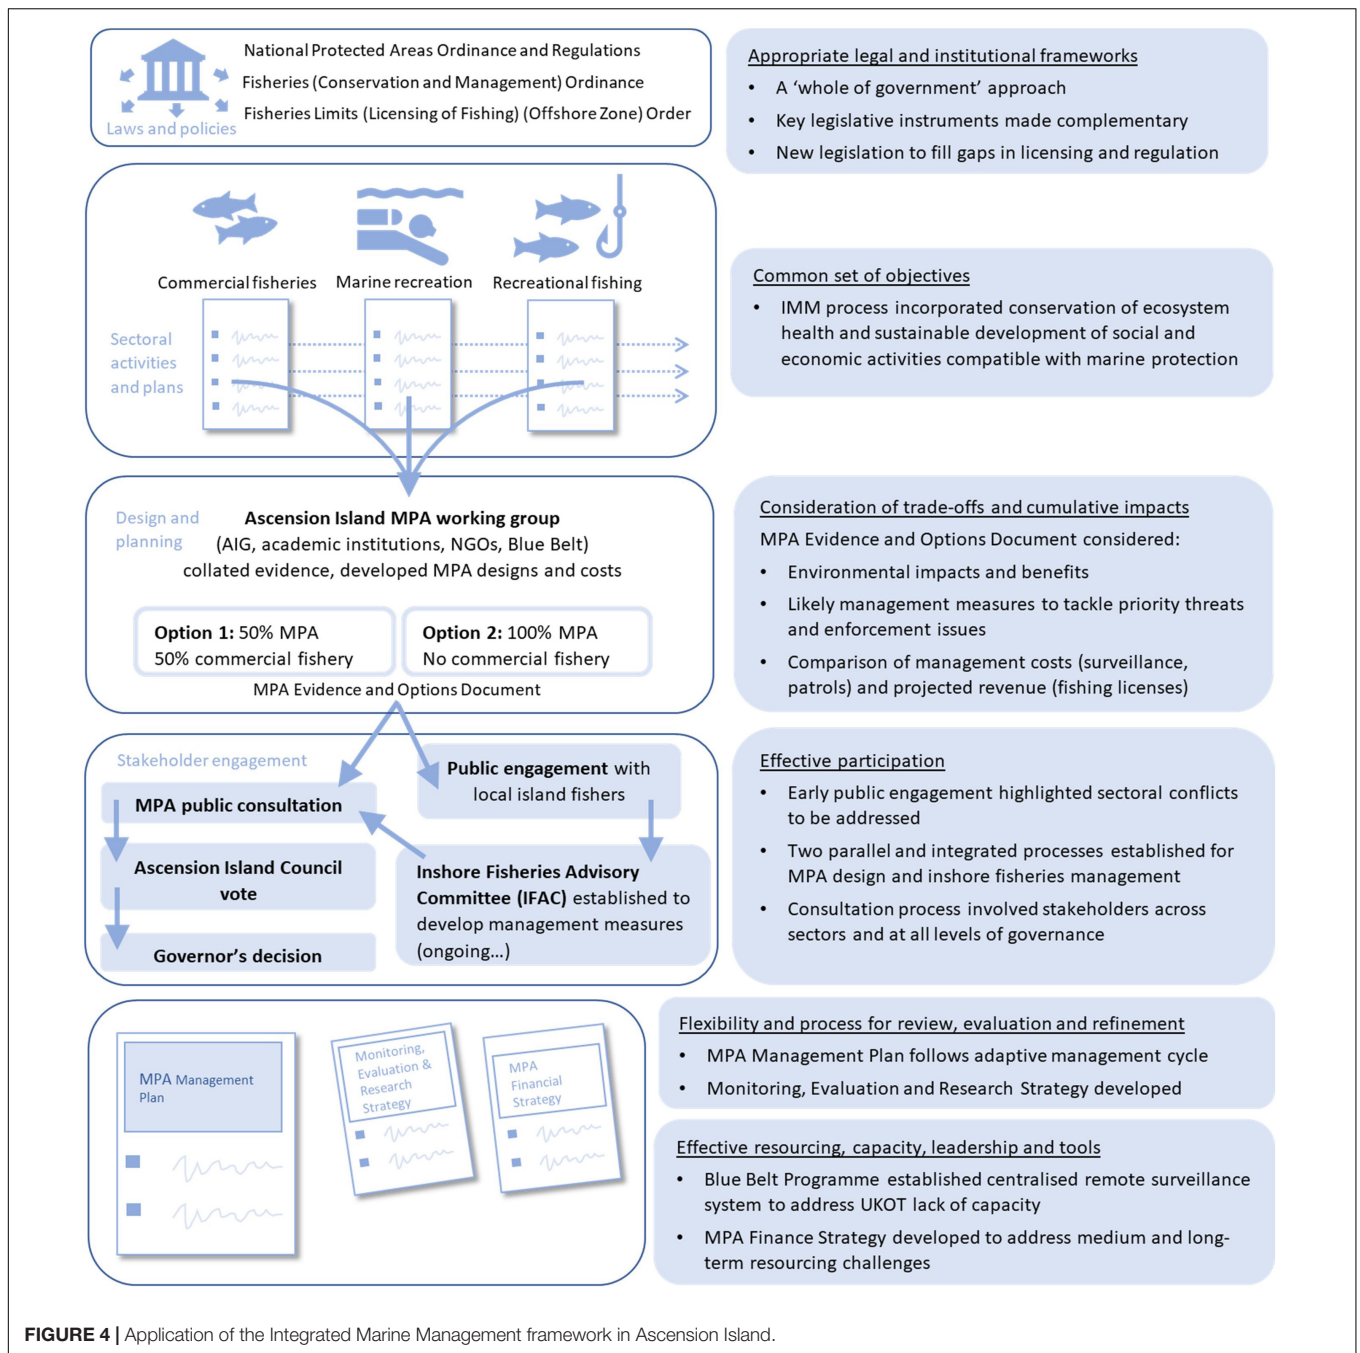 National Protected Areas Ordinance and Regulations
Fisheries (Conservation and Management) Ordinance
Fisheries Limits (Licensing of Fishing) (Offshore Zone) Order
Laws and policies
Appropriate legal and institutional frameworks
• A ‘whole of government’ approach
• Key legislative instruments made complementary
• New legislation to fill gaps in licensing and regulation
Commercial fisheries
Marine recreation
Recreational fishing
Sectoral
activities
and plans
Common set of objectives
• IMM process incorporated conservation of ecosystem
health and sustainable development of social and
economic activities compatible with marine protection
Design and
planning
Ascension Island MPA working group
(AIG, academic institutions, NGOs, Blue Belt)
collated evidence, developed MPA designs and costs
Option 1: 50% MPA
50% commercial fishery
Option 2: 100% MPA
No commercial fishery
MPA Evidence and Options Document
Consideration of trade-offs and cumulative impacts
MPA Evidence and Options Document considered:
• Environmental impacts and benefits
• Likely management measures to tackle priority threats
and enforcement issues
• Comparison of management costs (surveillance,
patrols) and projected revenue (fishing licenses)
Stakeholder engagement
MPA public consultation
Public engagement with
local island fishers
Ascension Island Council
vote
Inshore Fisheries Advisory
Committee (IFAC) established to
develop management measures
(ongoing...)
Governor’s decision
Effective participation
• Early public engagement highlighted sectoral conflicts
to be addressed
• Two parallel and integrated processes established for
MPA design and inshore fisheries management
• Consultation process involved stakeholders across
sectors and at all levels of governance
MPA Management
Plan
Monitoring,
Evaluation &
Research
Strategy
MPA
Financial
Strategy
Flexibility and process for review, evaluation and refinement
• MPA Management Plan follows adaptive management cycle
• Monitoring, Evaluation and Research Strategy developed
Effective resourcing, capacity, leadership and tools
• Blue Belt Programme established centralised remote surveillance
system to address UKOT lack of capacity
• MPA Finance Strategy developed to address medium and long-
term resourcing challenges
FIGURE 4 | Application of the Integrated Marine Management framework in Ascension Island.